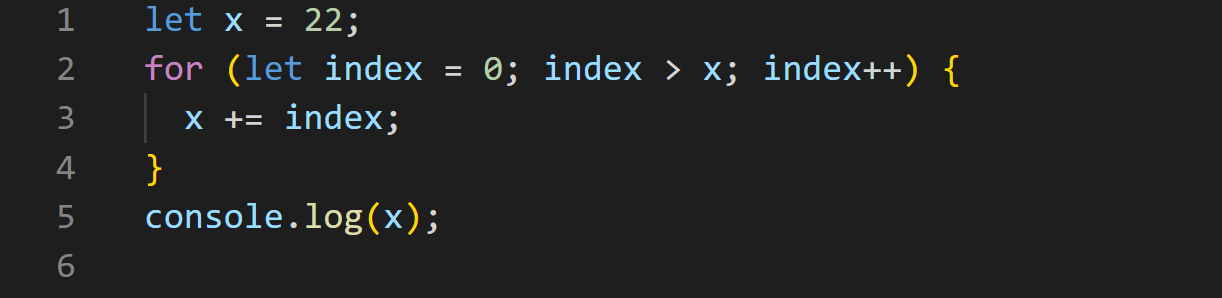 1 let x = 22;
2 for (let index = 0; index > x; index++) {
3   x += index;
4 }
5 console.log(x);
6